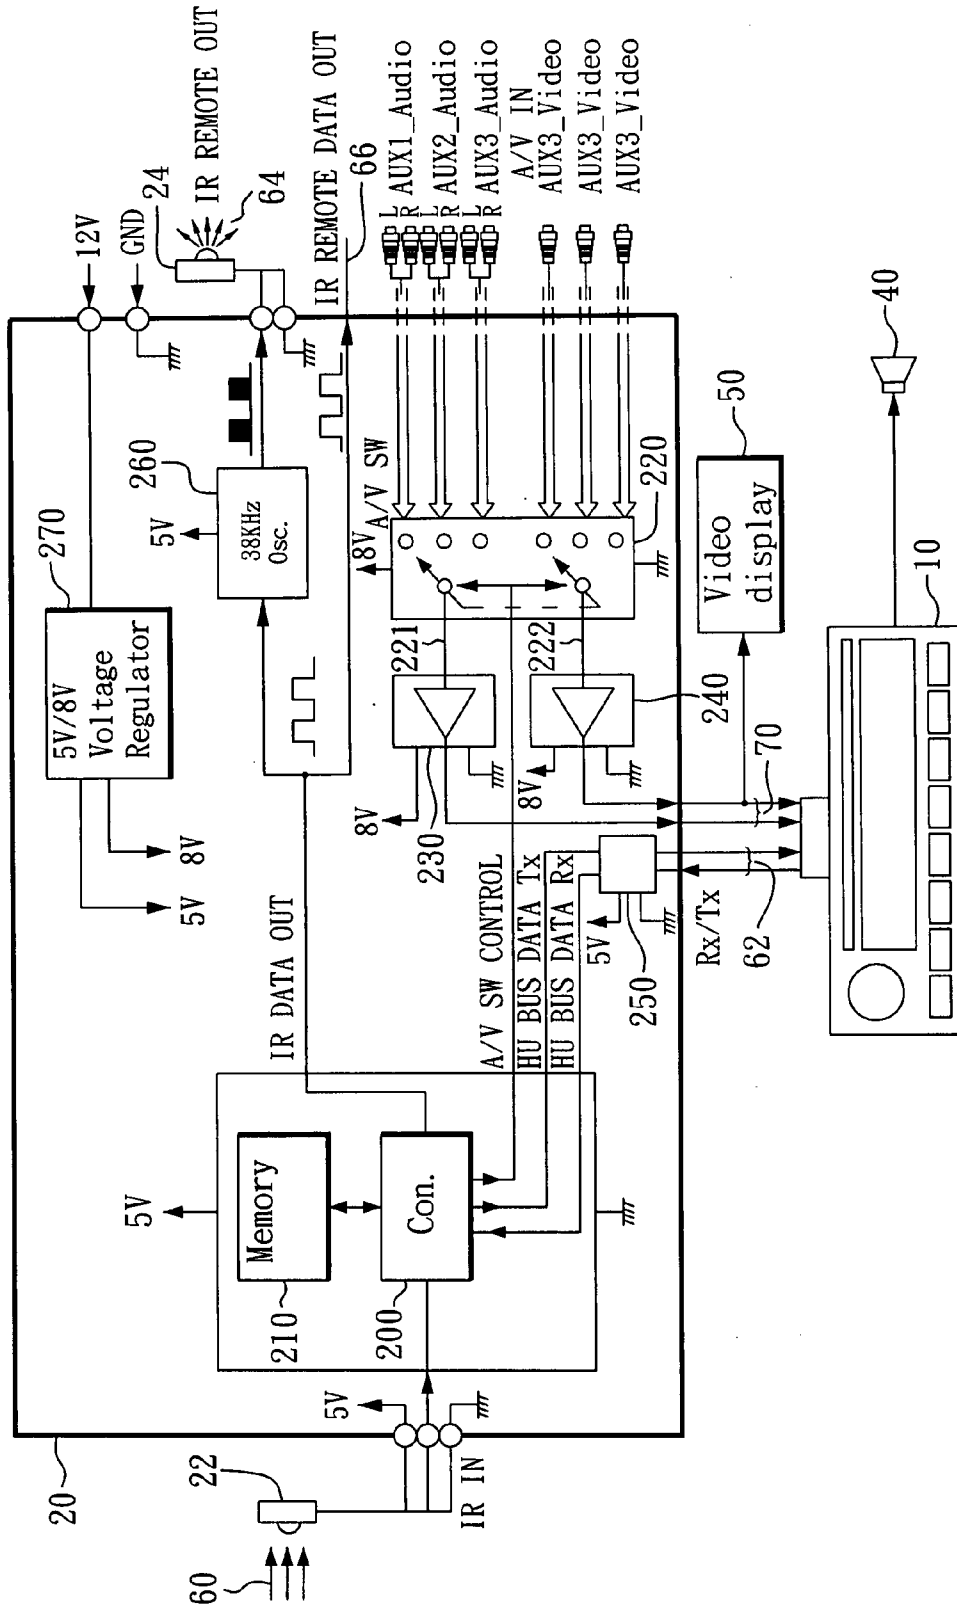 20
60
22
IR IN
5V
5V
Memory
210
Con.
200
IR DATA OUT
A/V SW CONTROL
HU BUS DATA Tx
HU BUS DATA Rx
5V/8V
Voltage
Regulator
270
5V
8V
5V
38KHz
Osc.
260
12V
GND
24
IR REMOTE OUT
64
IR REMOTE DATA OUT
66
8V
A/V SW
220
221
222
8V
230
8V
240
5V
250
L
R AUX1_Audio
L
R AUX2_Audio
L
R AUX3_Audio
A/V IN
AUX3_Video
AUX3_Video
AUX3_Video
Video
display
50
Rx/Tx
62
70
10
40